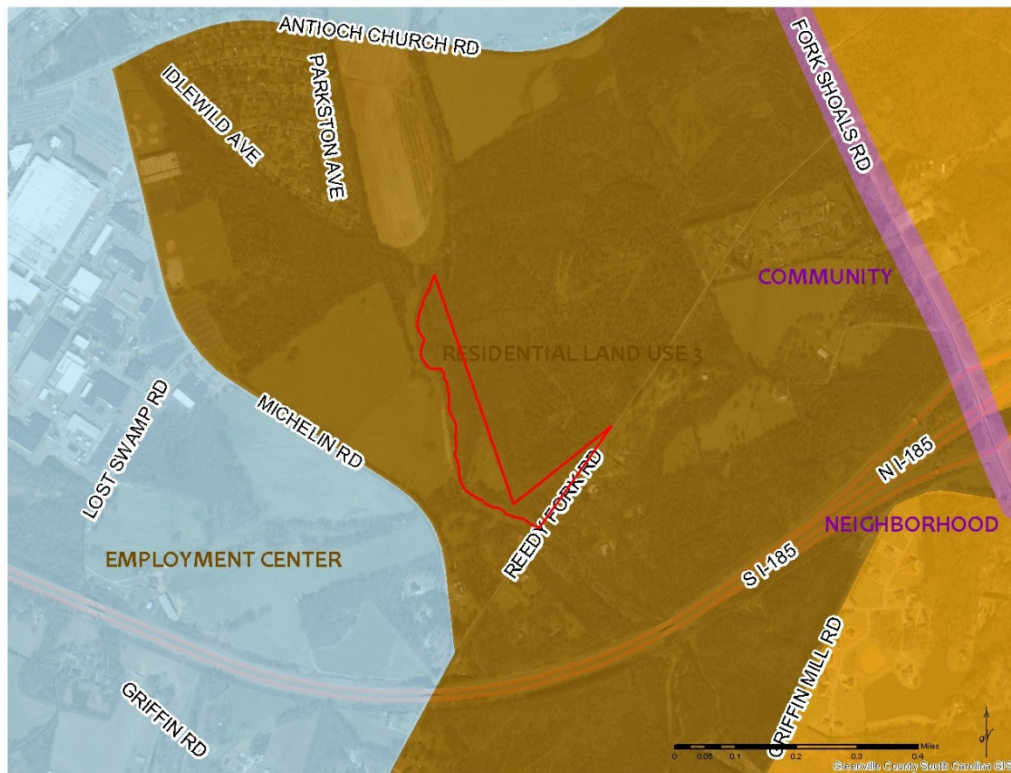 ANTIOCH CHURCH RD
IDLEWILD AVE
PARKSTON AVE
FORK SHOALS RD
COMMUNITY
RESIDENTIAL LAND USE 3
LOST SWAMP RD
MICHELIN RD
REEDY FORK RD
N I-185
NEIGHBORHOOD
EMPLOYMENT CENTER
S I-185
GRIFFIN RD
GRIFFIN MILL RD
Miles
0 0.05 0.1 0.2 0.3 0.4
Greenville County South Carolina GIS